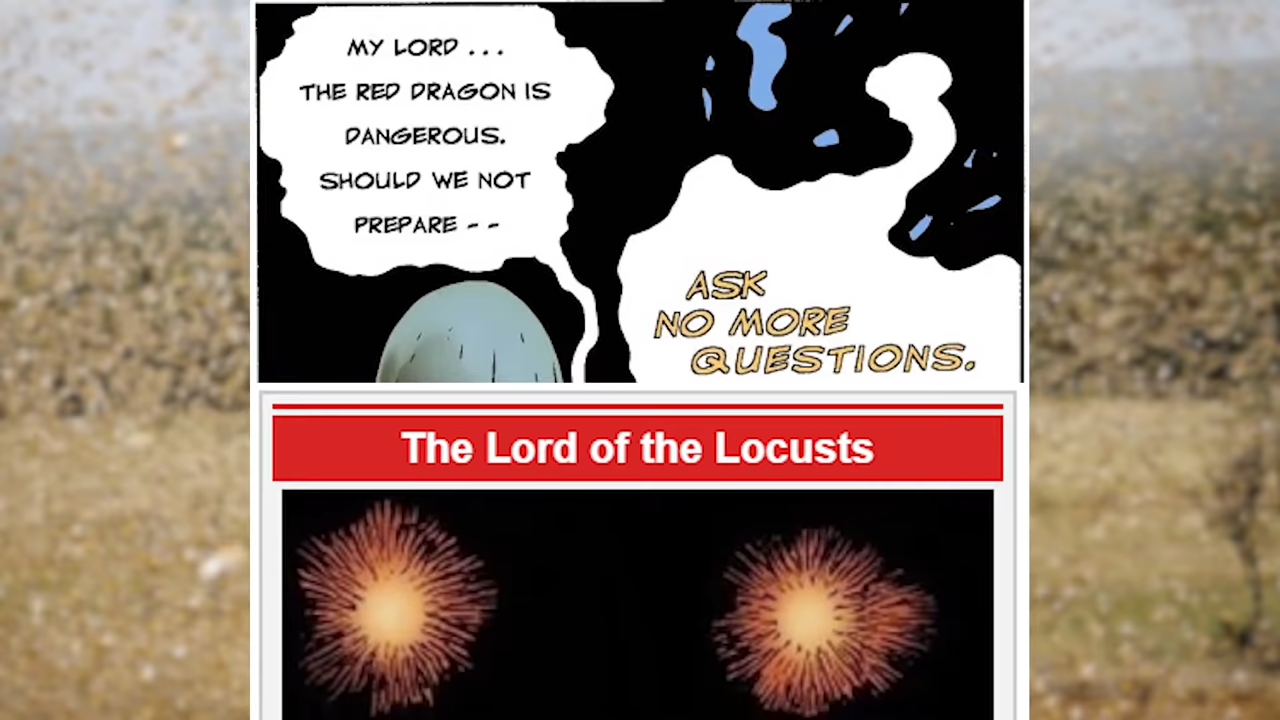 MY LORD . . .
THE RED DRAGON IS
DANGEROUS.
SHOULD WE NOT
PREPARE - -
ASK
NO MORE
QUESTIONS.
The Lord of the Locusts